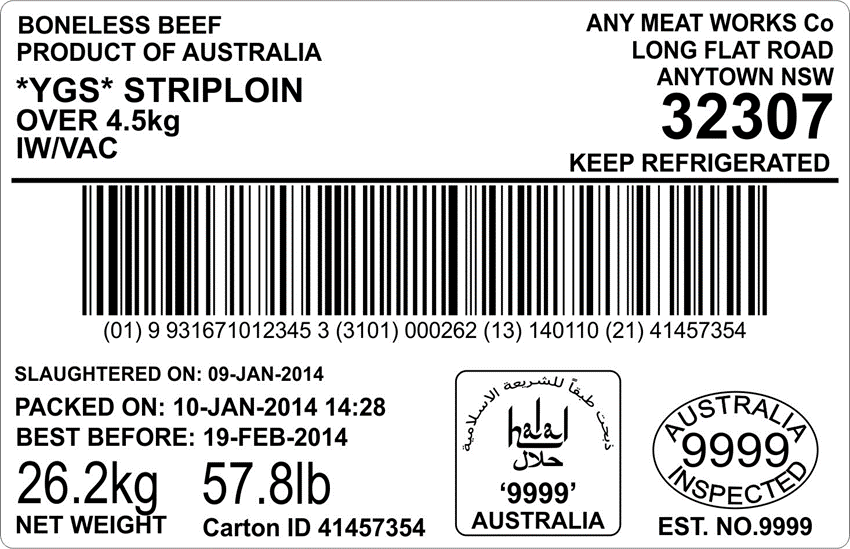 BONELESS BEEF
PRODUCT OF AUSTRALIA
*YGS* STRIPLOIN
OVER 4.5kg
IW/VAC
ANY MEAT WORKS Co
LONG FLAT ROAD
ANYTOWN NSW
32307
KEEP REFRIGERATED
(01) 9 931671012345 3 (3101) 000262 (13) 140110 (21) 41457354
SLAUGHTERED ON: 09-JAN-2014
PACKED ON: 10-JAN-2014 14:28
BEST BEFORE: 19-FEB-2014
26.2kg 57.8lb
NET WEIGHT Carton ID 41457354
ذبحت طبقاً للشريعة الاسلامية
halal
حلال
‘9999’
AUSTRALIA
AUSTRALIA
9999
INSPECTED
EST. NO.9999